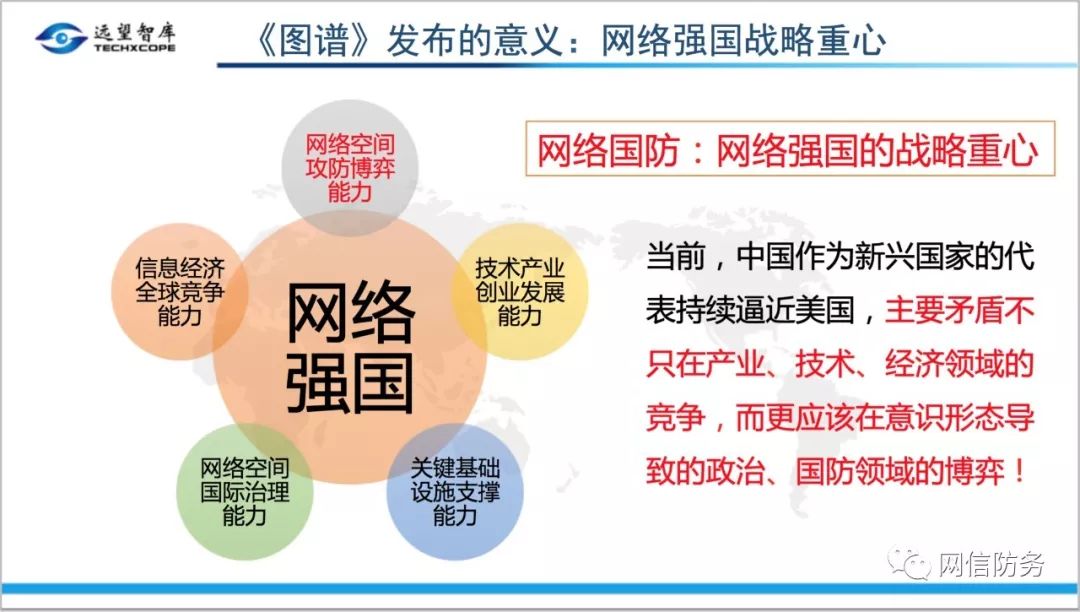 远望智库
TECHXCOPE
《图谱》发布的意义：网络强国战略重心
网络空间
攻防博弈
能力
信息经济
全球竞争
能力
技术产业
创业发展
能力
网络
强国
网络空间
国际治理
能力
关键基础
设施支撑
能力
网络国防：网络强国的战略重心
当前，中国作为新兴国家的代
表持续逼近美国，主要矛盾不
只在产业、技术、经济领域的
竞争，而更应该在意识形态导
致的政治、国防领域的博弈！
网信防务